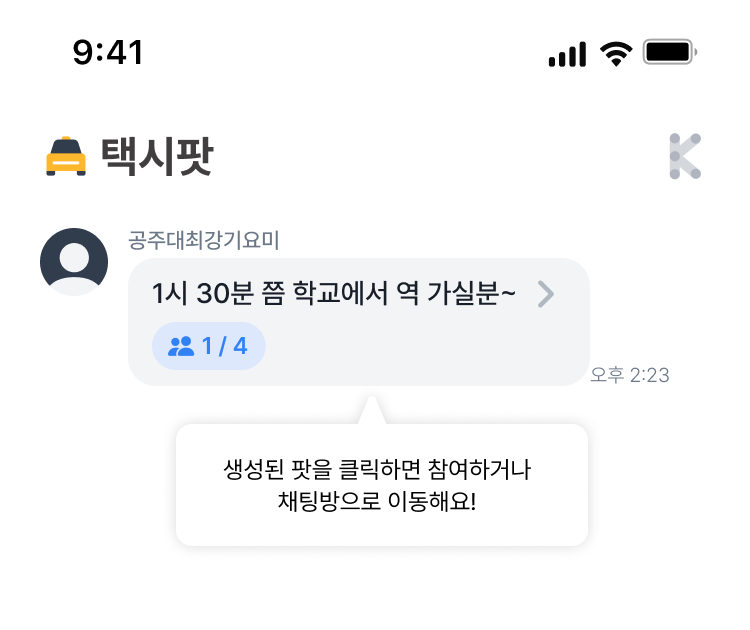 9:41
택시팟
공주대최강기요미
1시 30분 쯤 학교에서 역 가실분~
1 / 4
오후 2:23
생성된 팟을 클릭하면 참여하거나
채팅방으로 이동해요!